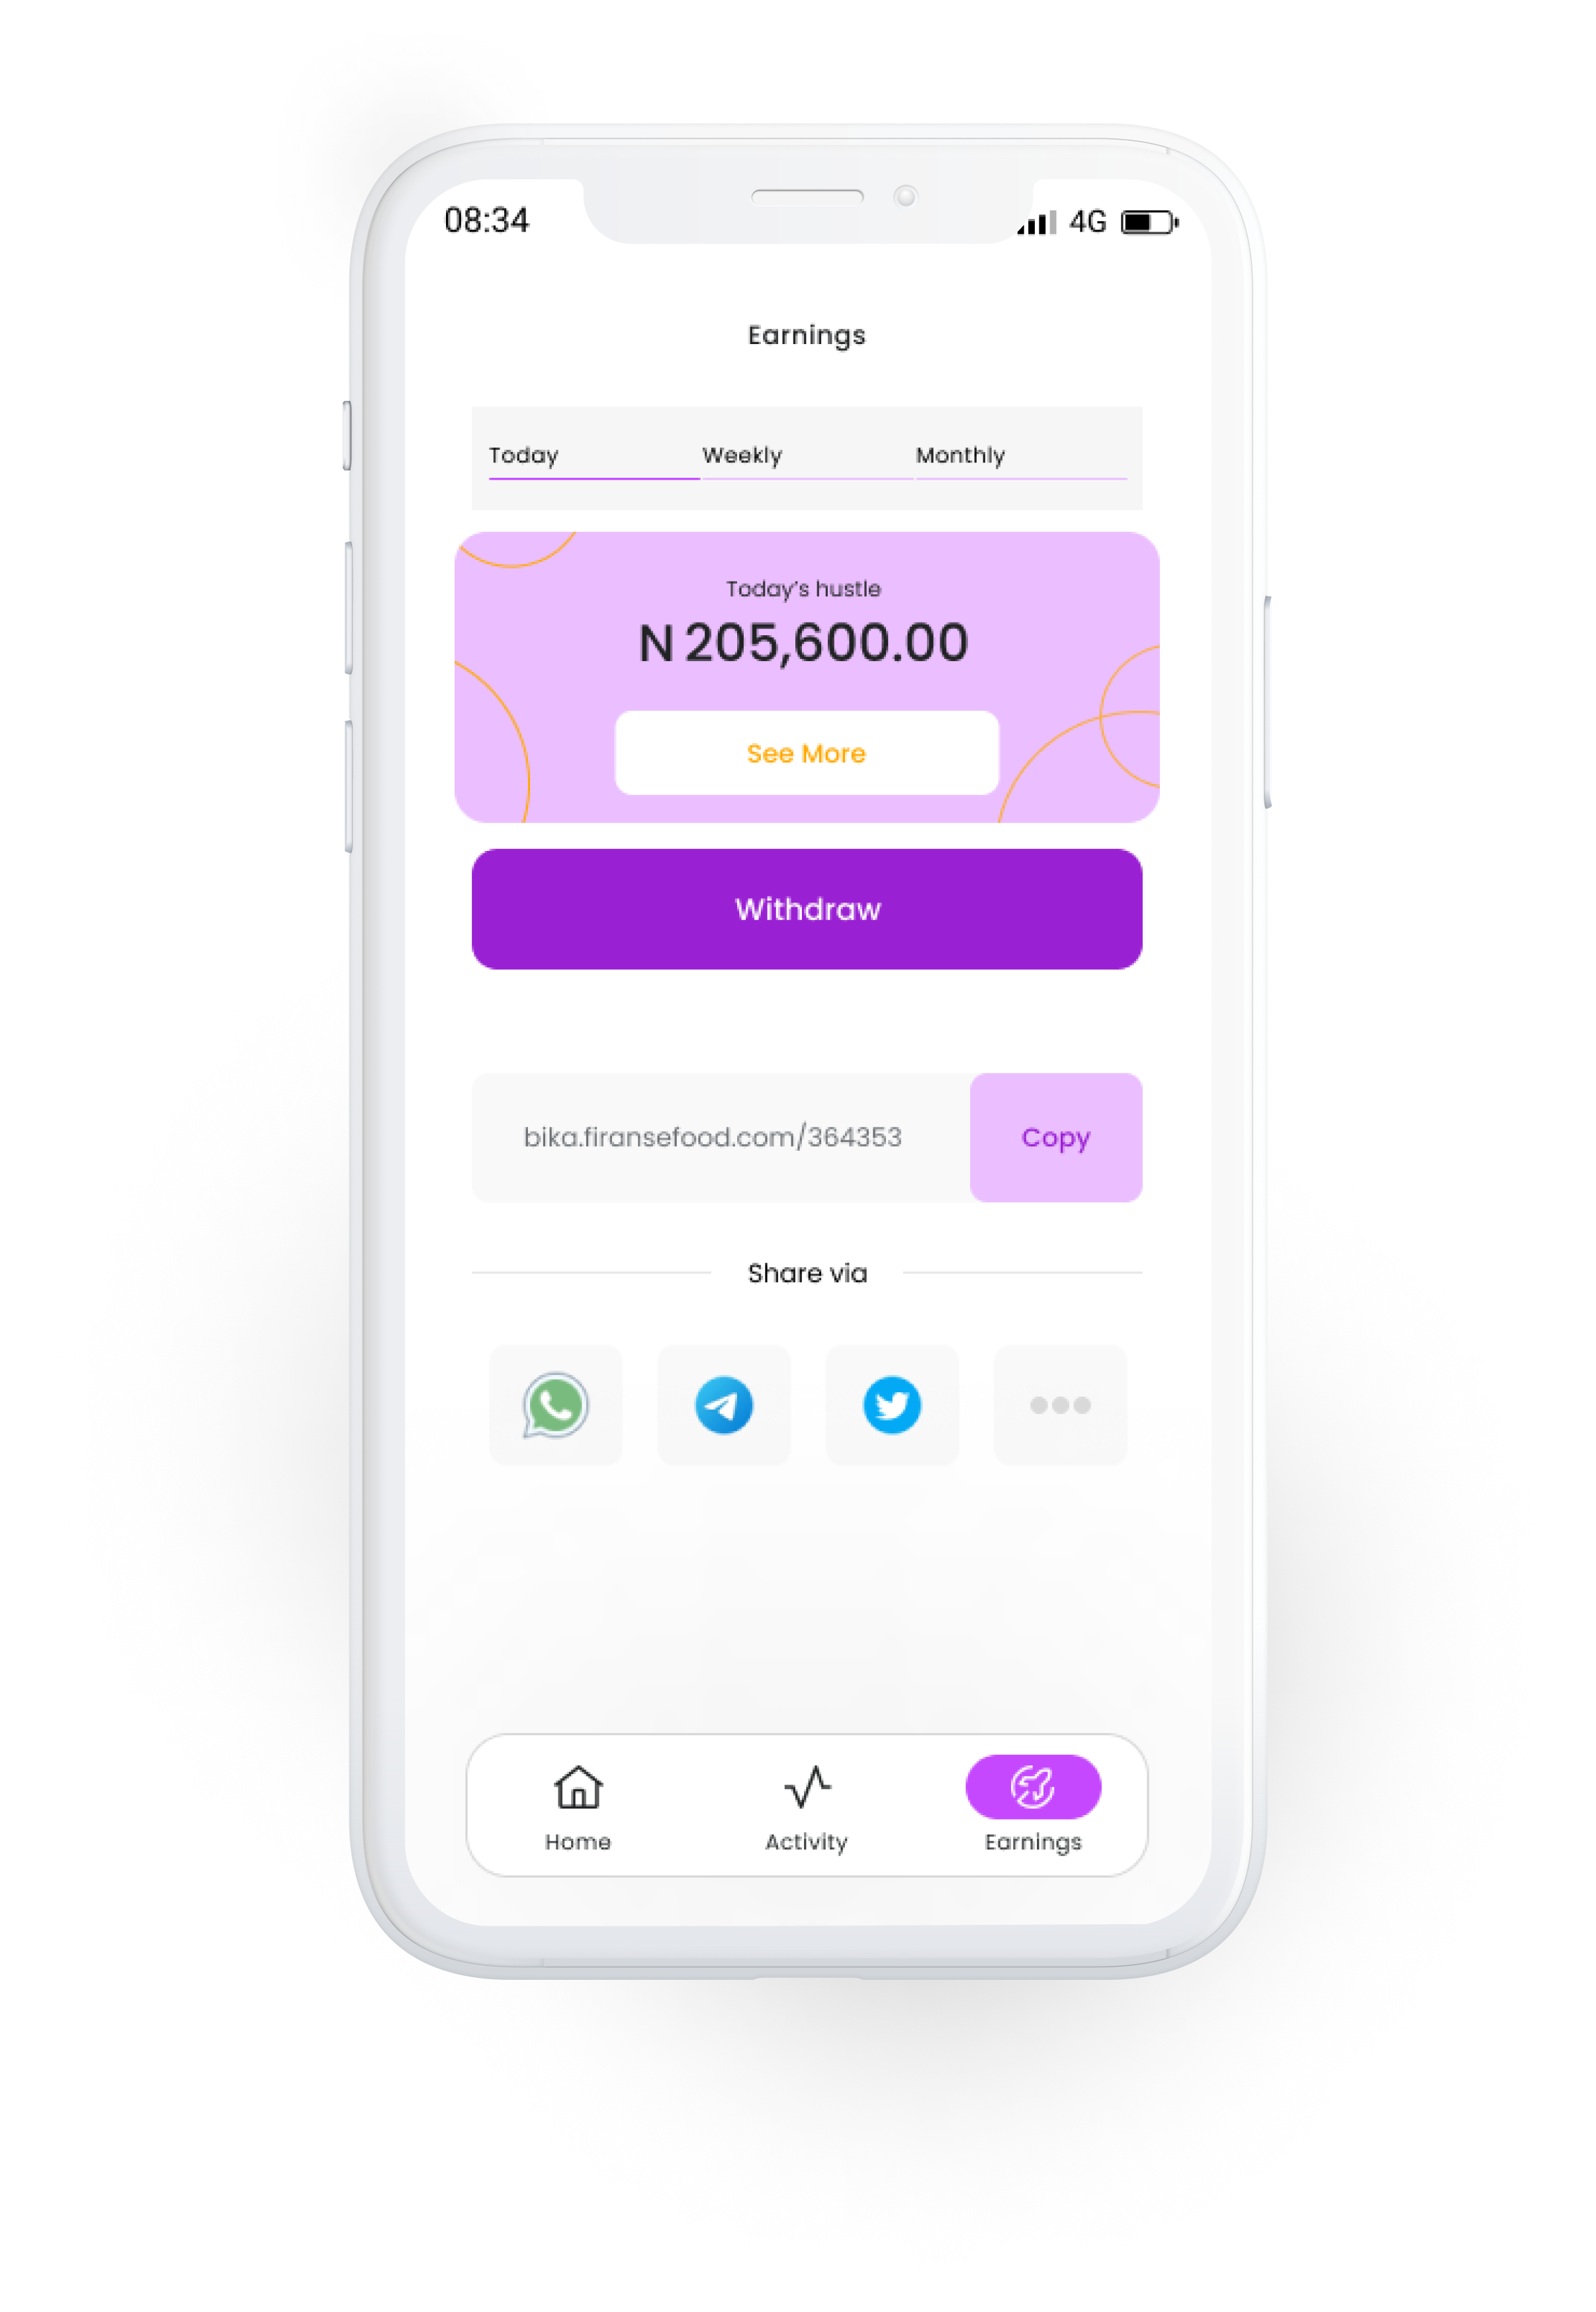 08:34 4G
Earnings
Today Weekly Monthly
Today's hustle
N 205,600.00
See More
Withdraw
bika.firansefood.com/364353 Copy
Share via
Home Activity Earnings